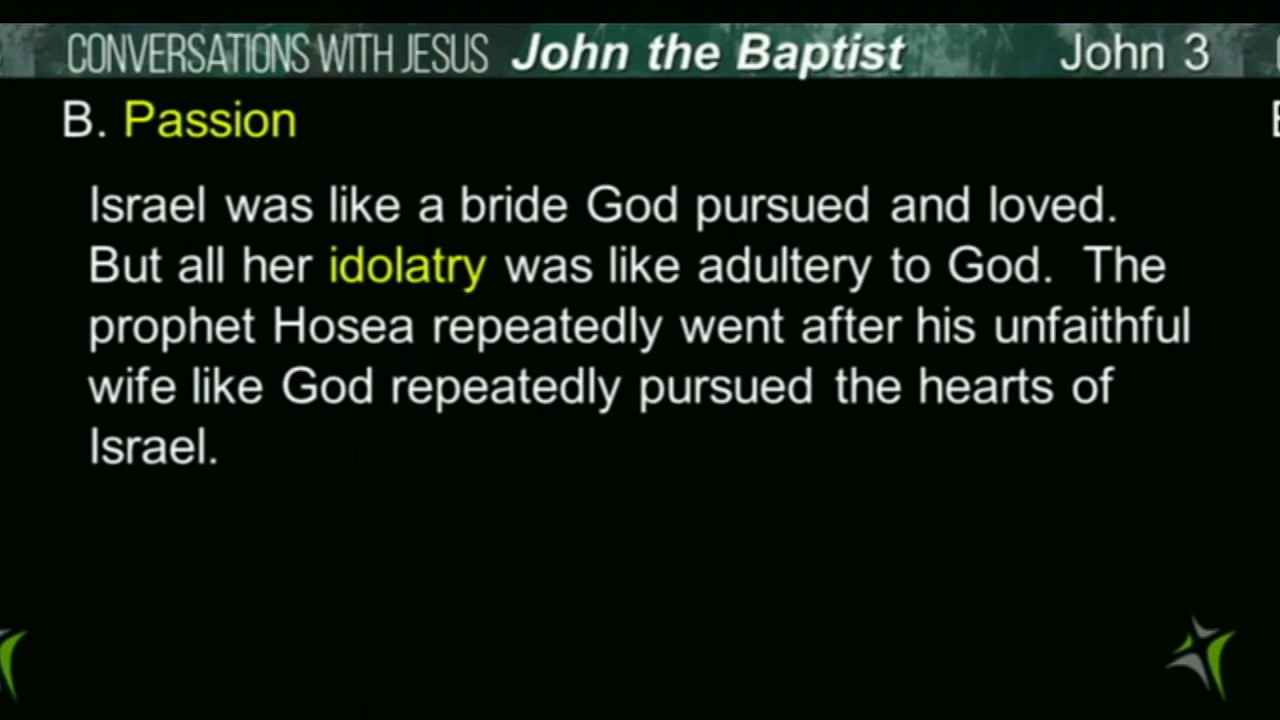 CONVERSATIONS WITH JESUS John the Baptist John 3
B. Passion
Israel was like a bride God pursued and loved.
But all her idolatry was like adultery to God. The
prophet Hosea repeatedly went after his unfaithful
wife like God repeatedly pursued the hearts of
Israel.